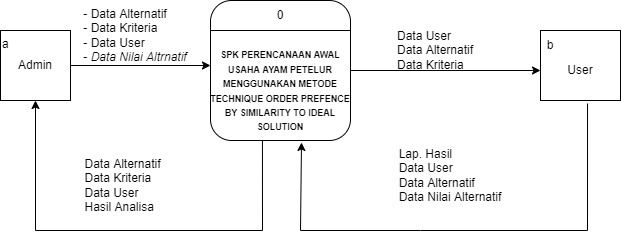 a
Admin
- Data Alternatif
- Data Kriteria
- Data User
- Data Nilai Altrnatif
0
SPK PERENCANAAN AWAL
USAHA AYAM PETELUR
MENGGUNAKAN METODE
TECHNIQUE ORDER PREFENCE
BY SIMILARITY TO IDEAL
SOLUTION
Data User
Data Alternatif
Data Kriteria
b
User
Data Alternatif
Data Kriteria
Data User
Hasil Analisa
Lap. Hasil
Data User
Data Alternatif
Data Nilai Alternatif